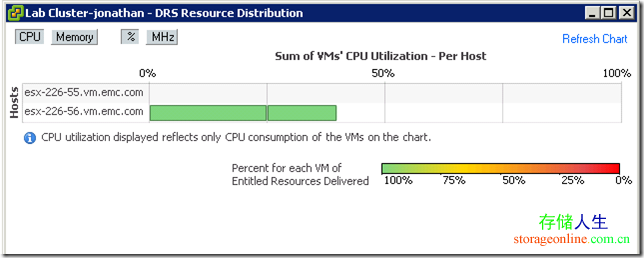 Lab Cluster-jonathan - DRS Resource Distribution
CPU Memory % MHz Refresh Chart
Sum of VMs' CPU Utilization - Per Host
0% 50% 100%
Hosts
esx-226-55.vm.emc.com
esx-226-56.vm.emc.com
CPU utilization displayed reflects only CPU consumption of the VMs on the chart.
Percent for each VM of
Entitled Resources Delivered
100% 75% 50% 25% 0%
存储人生
storageonline.com.cn